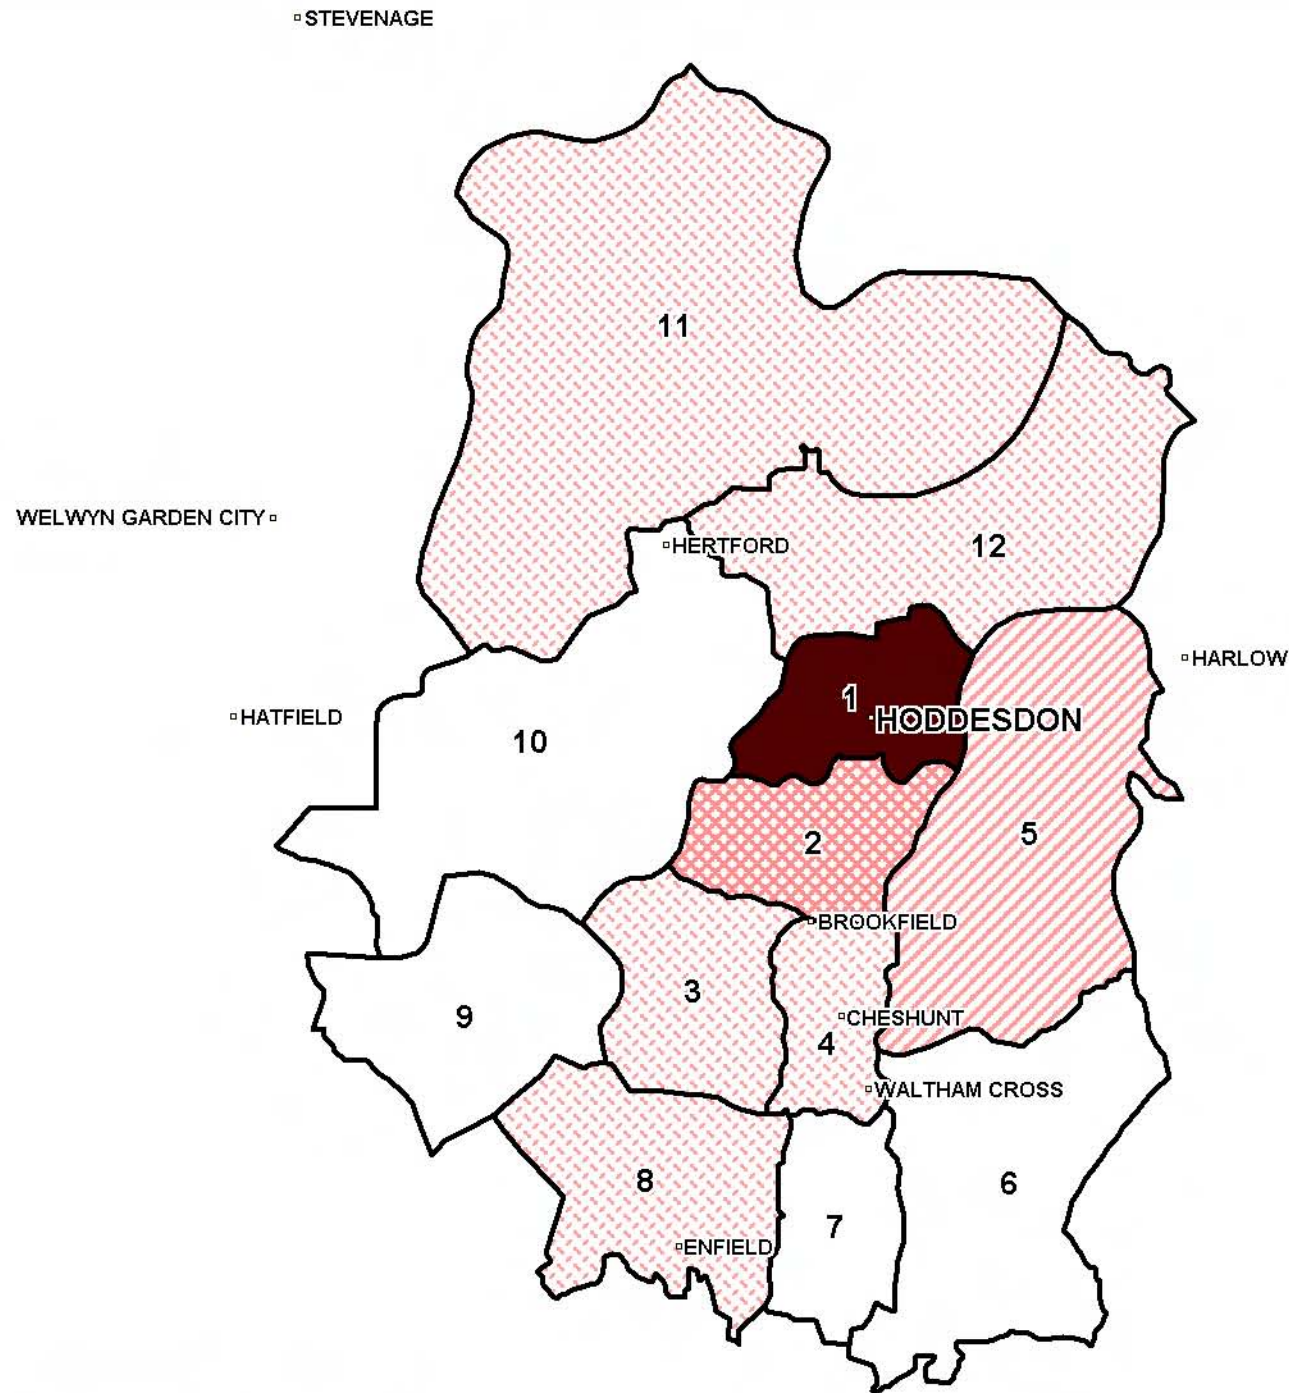 STEVENAGE
11
WELWYN GARDEN CITY
HERTFORD
12
HARLOW
1
HODDESDON
HATFIELD
10
2
5
BROOKFIELD
3
9
CHESHUNT
4
WALTHAM CROSS
8
6
7
ENFIELD